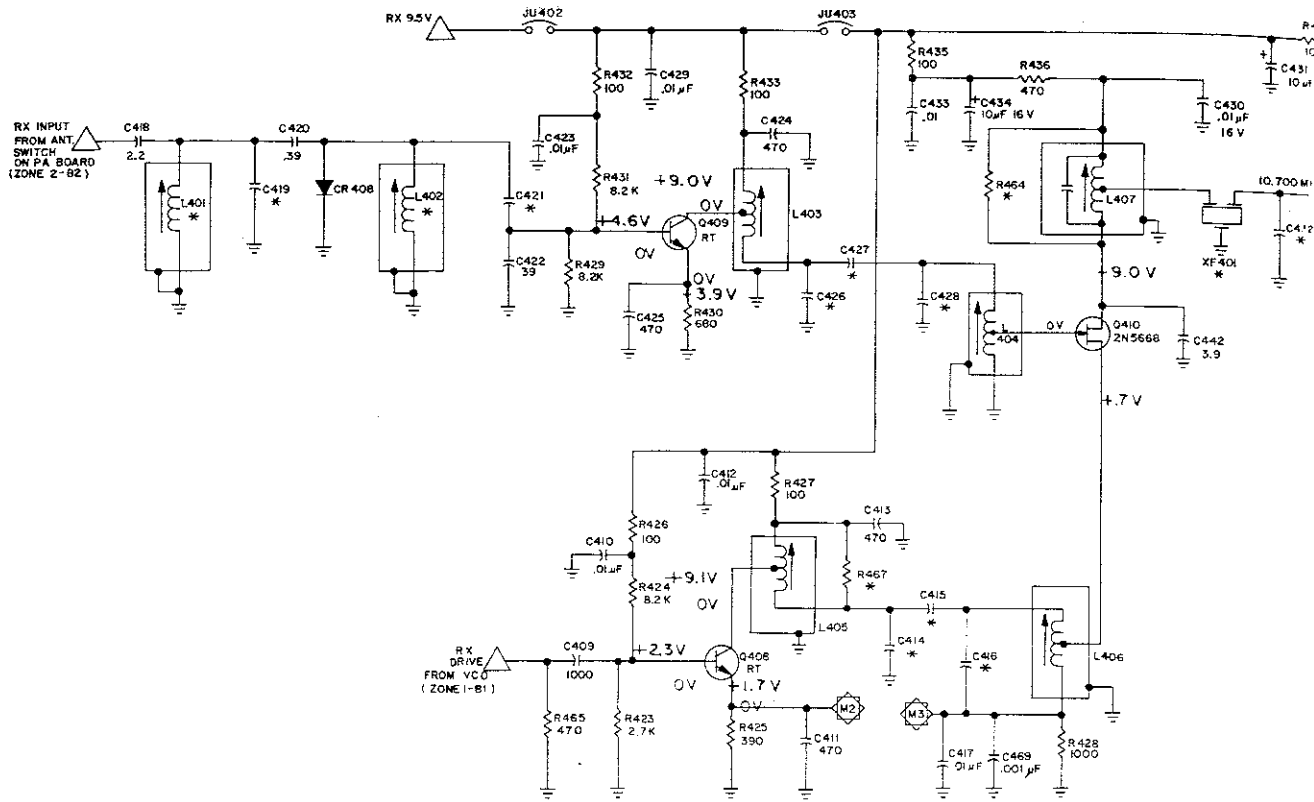 RX 9.5V
JU402
JU403
R432
100
C429
.01µF
R433
100
R435
100
R436
470
C431
10µF
C433
.01
C434
10µF 16V
C430
.01µF
16V
RX INPUT
FROM ANT.
SWITCH
ON PA BOARD
(ZONE 2-B2)
C418
2.2
C420
.39
C423
.01µF
C424
470
L401
*
C419
*
CR408
L402
*
C421
*
R431
8.2K
+9.0V
0V
L403
R464
*
L407
10.700 M
+4.6V
Q409
RT
0V
C427
*
C432
*
XF401
*
C422
39
R429
8.2K
0V
+3.9V
C426
*
C428
*
+9.0V
C425
470
R430
680
L
404
0V
Q410
2N5668
C442
3.9
+.7V
C412
.01µF
R427
100
R426
100
C413
470
C410
.01µF
+9.1V
R424
8.2K
0V
R467
*
L405
C415
*
C414
*
C416
*
L406
RX
DRIVE
FROM VCO
(ZONE 1-B1)
C409
1000
+2.3V
Q408
RT
0V
+1.7V
0V
R465
470
R423
2.7K
R425
390
C411
470
M2
M3
C417
.01µF
C469
.001µF
R428
1000